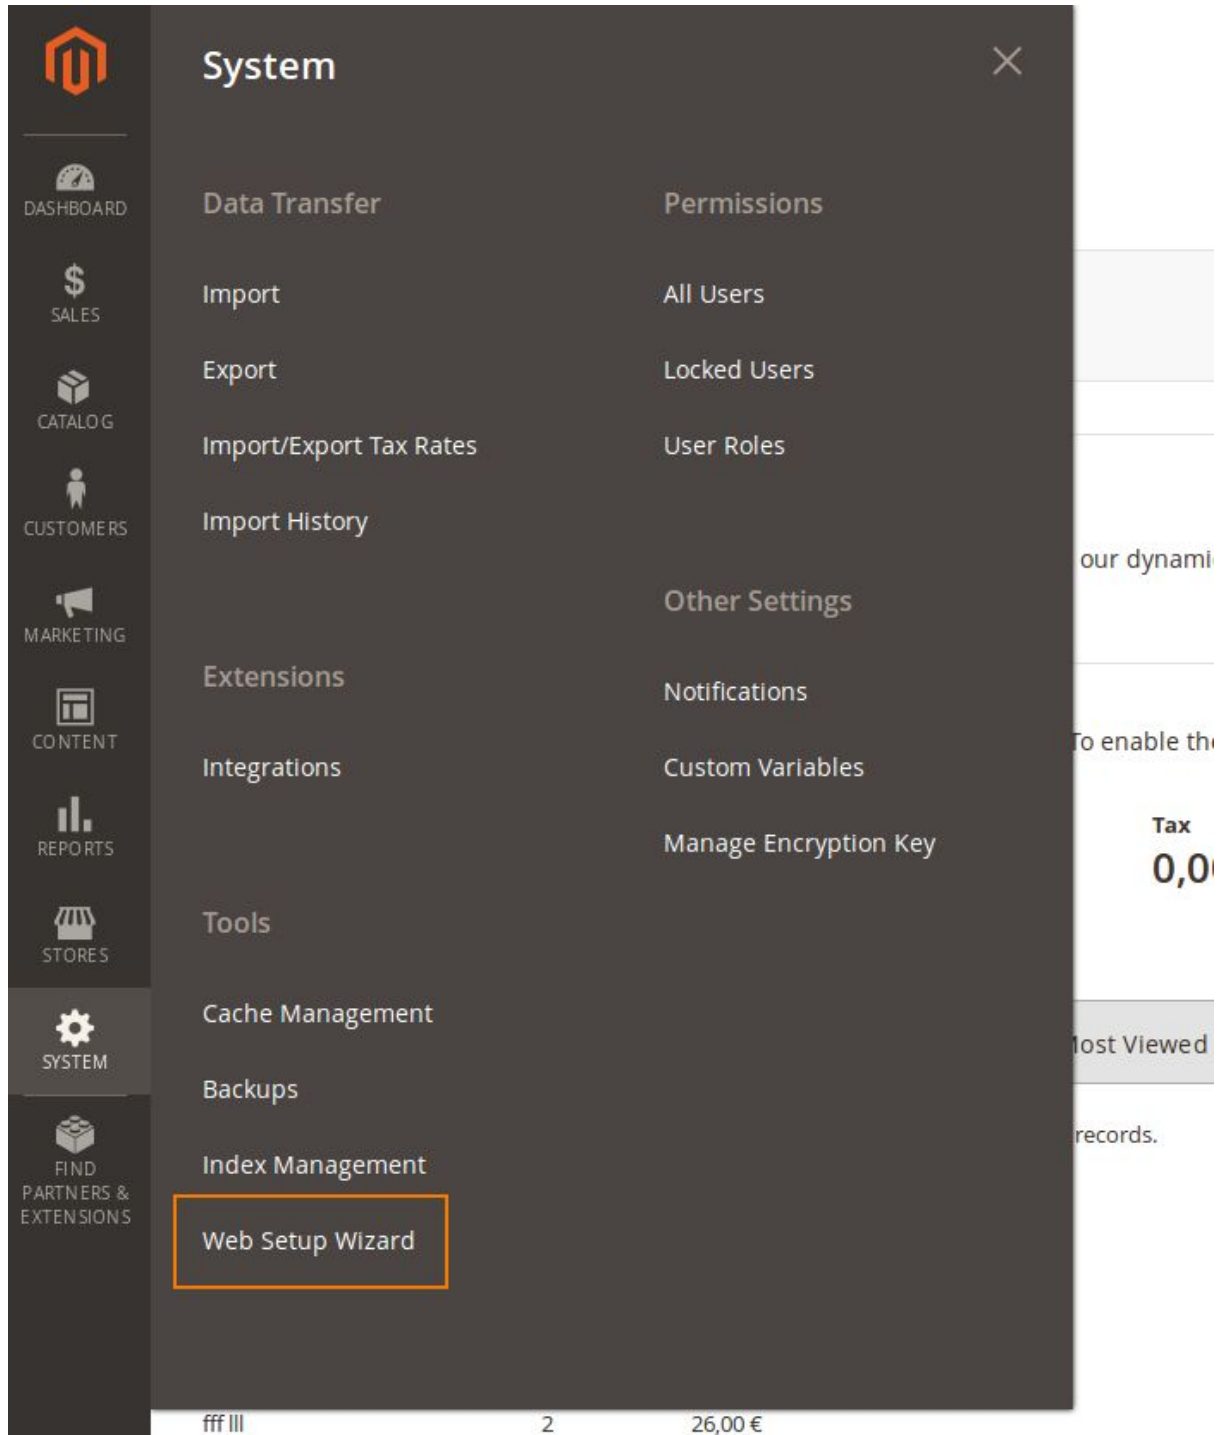 DASHBOARD
SALES
CATALOG
CUSTOMERS
MARKETING
CONTENT
REPORTS
STORES
SYSTEM
FIND
PARTNERS &
EXTENSIONS
System
Data Transfer
Import
Export
Import/Export Tax Rates
Import History
Extensions
Integrations
Tools
Cache Management
Backups
Index Management
Web Setup Wizard
Permissions
All Users
Locked Users
User Roles
Other Settings
Notifications
Custom Variables
Manage Encryption Key
our
To enable
Tax
Viewed
records.
fff lll 2 26,00 €